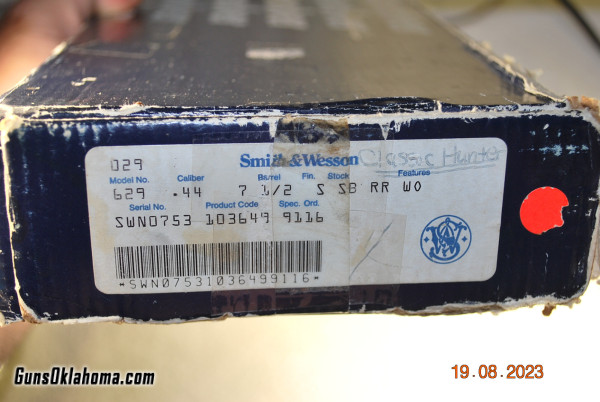 029 Smith & Wesson Classic Hunter
Model No. Caliber Barrel Fin. Stock Features
629 .44 7 1/2 S SB RR WO
Serial No. Product Code Spec. Ord.
SWN0753 103649 9116
*SWN07531036499116*
GunsOklahoma.com
19.08.2023